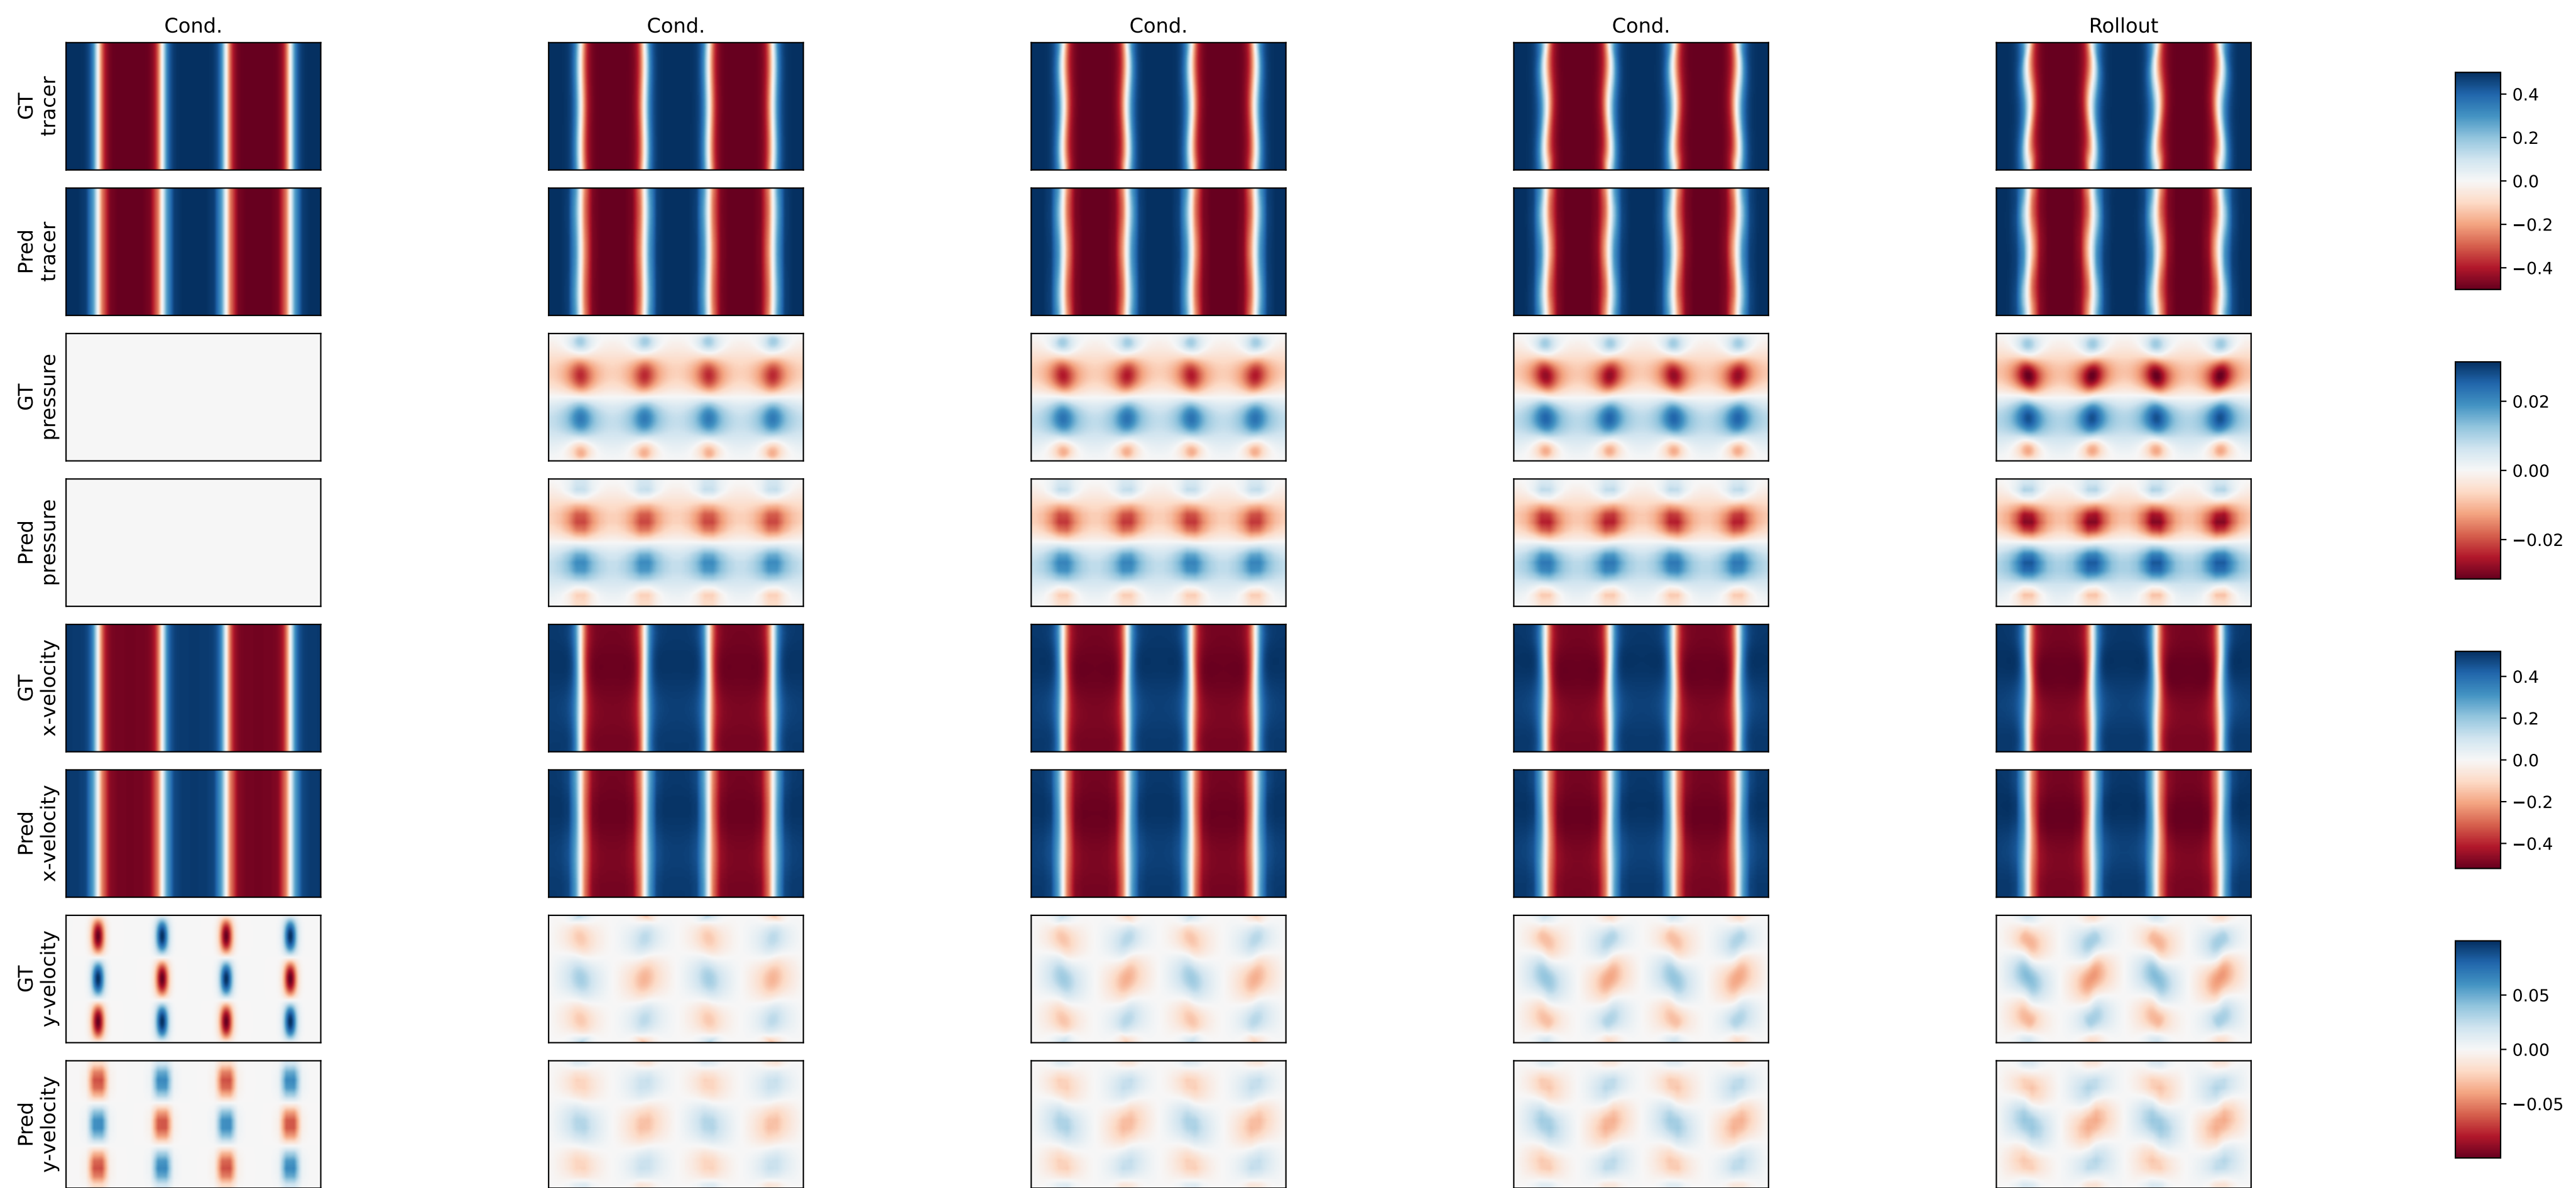 Cond.
Cond.
Cond.
Cond.
Rollout
GT
tracer
0.4
0.2
0.0
−0.2
−0.4
Pred
tracer
GT
pressure
0.02
0.00
−0.02
Pred
pressure
GT
x-velocity
0.4
0.2
0.0
−0.2
−0.4
Pred
x-velocity
GT
y-velocity
0.05
0.00
−0.05
Pred
y-velocity